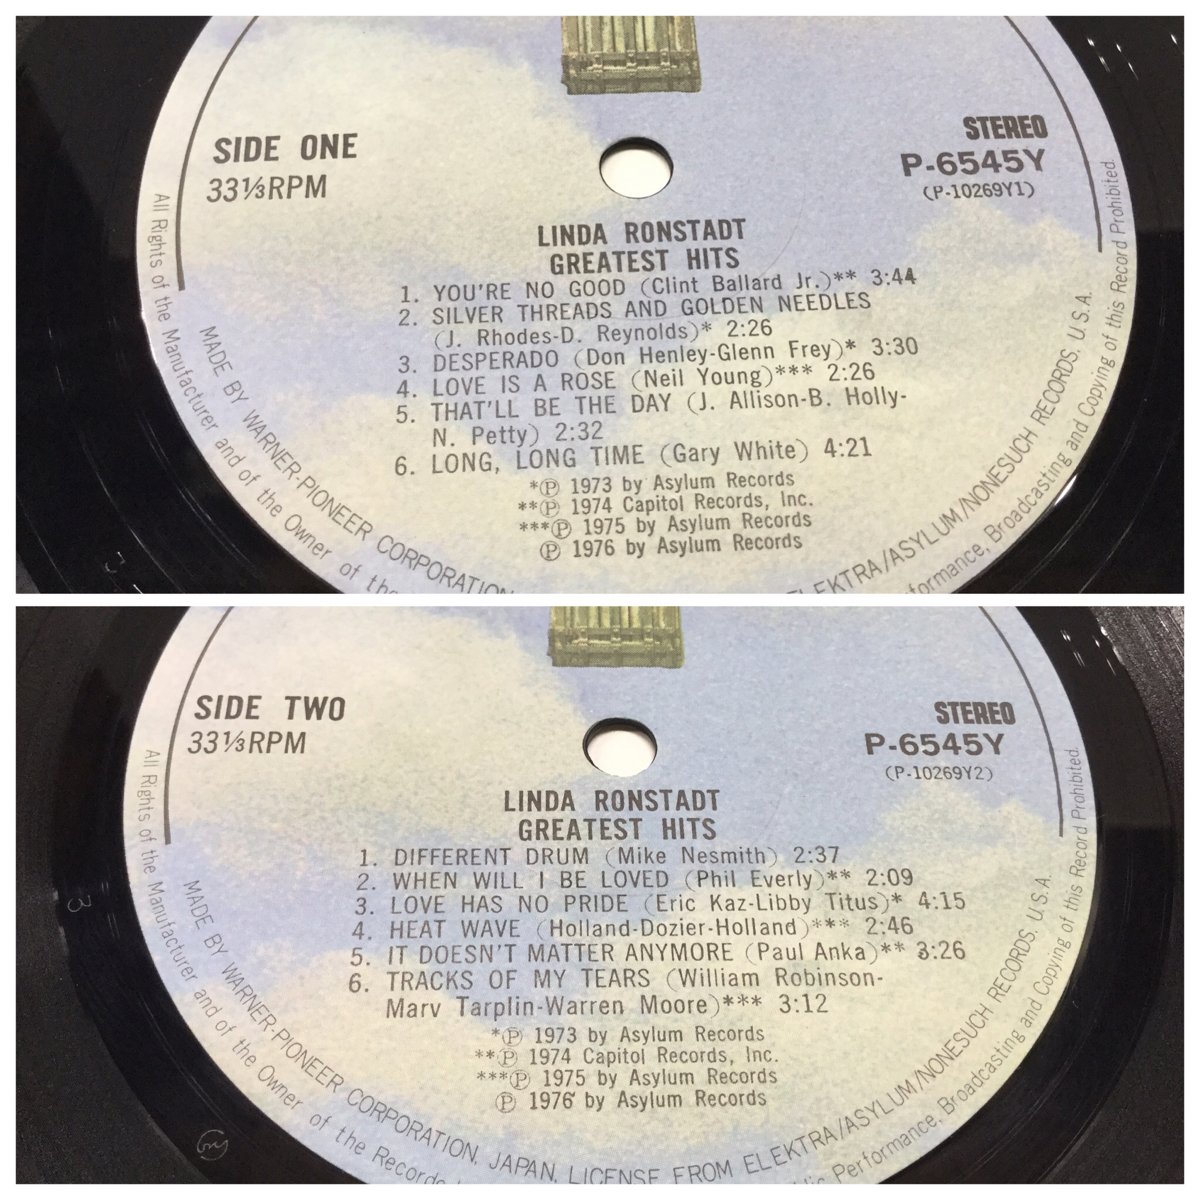 SIDE ONE
33⅓RPM
STEREO
P-6545Y
(P-10269Y1)
LINDA RONSTADT
GREATEST HITS
1. YOU'RE NO GOOD (Clint Ballard Jr.)** 3:44
2. SILVER THREADS AND GOLDEN NEEDLES
(J. Rhodes-D. Reynolds)* 2:26
3. DESPERADO (Don Henley-Glenn Frey)* 3:30
4. LOVE IS A ROSE (Neil Young)*** 2:26
5. THAT'LL BE THE DAY (J. Allison-B. Holly-
N. Petty) 2:32
6. LONG, LONG TIME (Gary White) 4:21
*Ⓟ 1973 by Asylum Records
**Ⓟ 1974 Capitol Records, Inc.
***Ⓟ 1975 by Asylum Records
Ⓟ 1976 by Asylum Records
MADE BY WARNER-PIONEER CORPORATION ELEKTRA/ASYLUM/NONESUCH RECORDS. U.S.A.
All Rights of the Manufacturer and of the Owner of the Performance, Broadcasting and Copying of this Record Prohibited.
SIDE TWO
33⅓RPM
STEREO
P-6545Y
(P-10269Y2)
LINDA RONSTADT
GREATEST HITS
1. DIFFERENT DRUM (Mike Nesmith) 2:37
2. WHEN WILL I BE LOVED (Phil Everly)** 2:09
3. LOVE HAS NO PRIDE (Eric Kaz-Libby Titus)* 4:15
4. HEAT WAVE (Holland-Dozier-Holland)*** 2:46
5. IT DOESN'T MATTER ANYMORE (Paul Anka)** 3:26
6. TRACKS OF MY TEARS (William Robinson-
Marv Tarplin-Warren Moore)*** 3:12
*Ⓟ 1973 by Asylum Records
**Ⓟ 1974 Capitol Records, Inc.
***Ⓟ 1975 by Asylum Records
Ⓟ 1976 by Asylum Records
MADE BY WARNER-PIONEER CORPORATION, JAPAN, LICENSE FROM ELEKTRA/ASYLUM/NONESUCH RECORDS. U.S.A.
All Rights of the Manufacturer and of the Owner of the Recorde Performance, Broadcasting and Copying of this Record Prohibited.